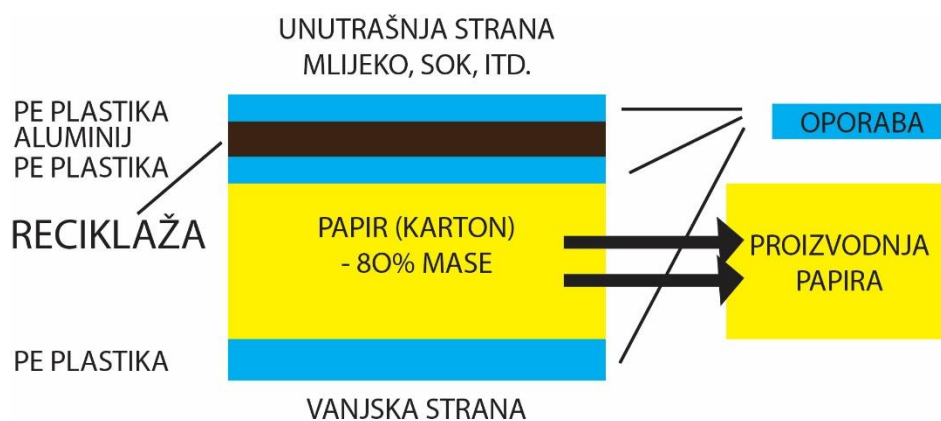 UNUTRAŠNJA STRANA
MLIJEKO, SOK, ITD.
PE PLASTIKA
ALUMINIJ
PE PLASTIKA
OPORABA
RECIKLAŽA
PAPIR (KARTON)
- 80% MASE
PROIZVODNJA
PAPIRA
PE PLASTIKA
VANJSKA STRANA